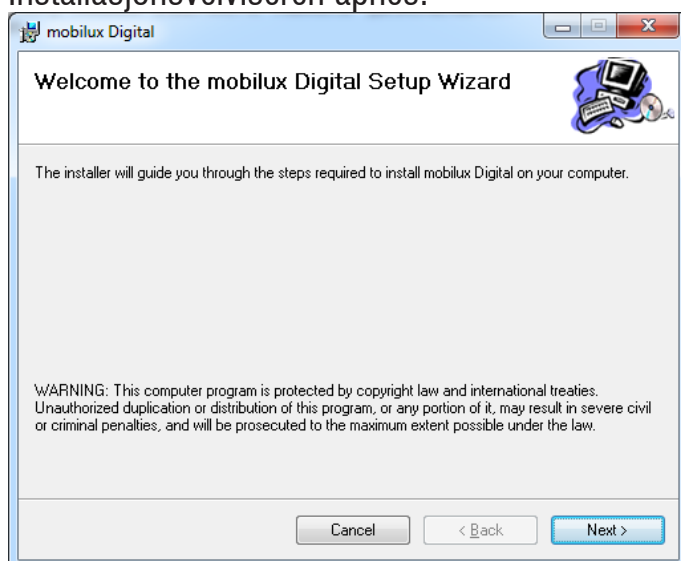 mobilux Digital
Welcome to the mobilux Digital Setup Wizard
The installer will guide you through the steps required to install mobilux Digital on your computer.
WARNING: This computer program is protected by copyright law and international treaties.
Unauthorized duplication or distribution of this program, or any portion of it, may result in severe civil
or criminal penalties, and will be prosecuted to the maximum extent possible under the law.
Cancel
< Back
Next >